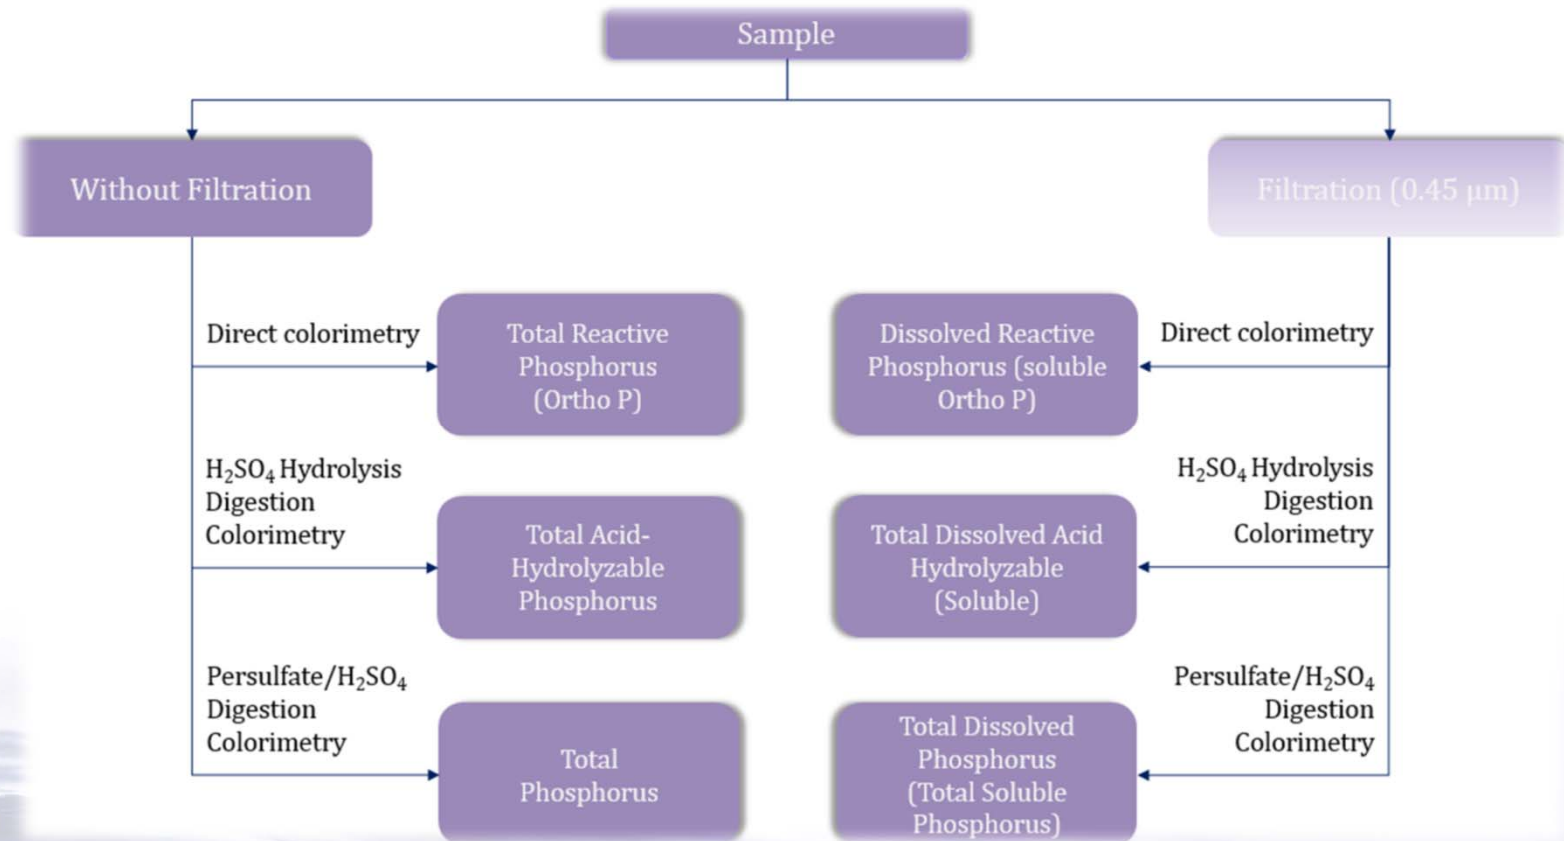 Sample
Without Filtration
Filtration (0.45 μm)
Direct colorimetry
Total Reactive
Phosphorus
(Ortho P)
Dissolved Reactive
Phosphorus (soluble
Ortho P)
Direct colorimetry
H₂SO₄ Hydrolysis
Digestion
Colorimetry
Total Acid-
Hydrolyzable
Phosphorus
Total Dissolved Acid
Hydrolyzable
(Soluble)
H₂SO₄ Hydrolysis
Digestion
Colorimetry
Persulfate/H₂SO₄
Digestion
Colorimetry
Total
Phosphorus
Total Dissolved
Phosphorus
(Total Soluble
Phosphorus)
Persulfate/H₂SO₄
Digestion
Colorimetry